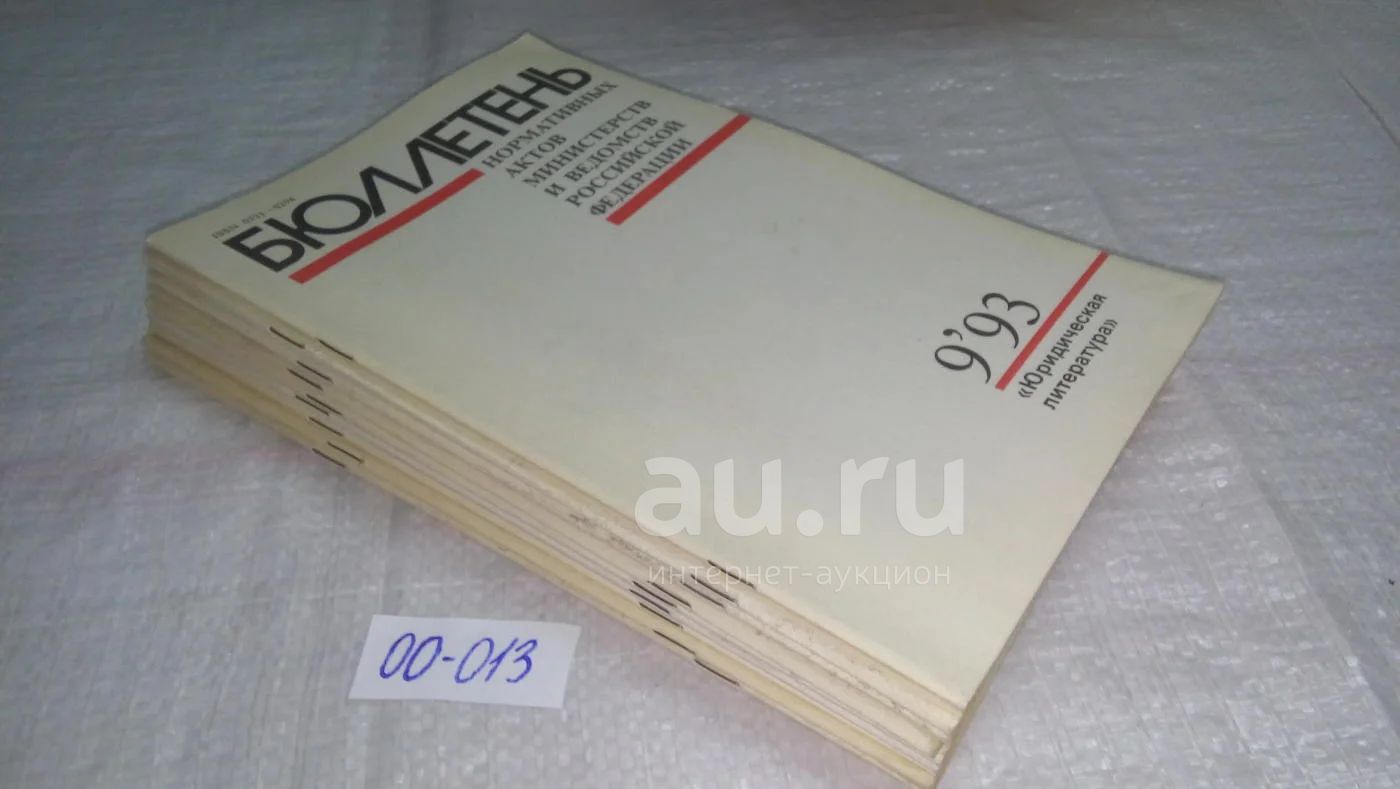 БЮЛЛЕТЕНЬ
НОРМАТИВНЫХ
АКТОВ
МИНИСТЕРСТВ
И ВЕДОМСТВ
РОССИЙСКОЙ
ФЕДЕРАЦИИ
9'93
«Юридическая
литература»
au.ru
интернет-аукцион
00-013